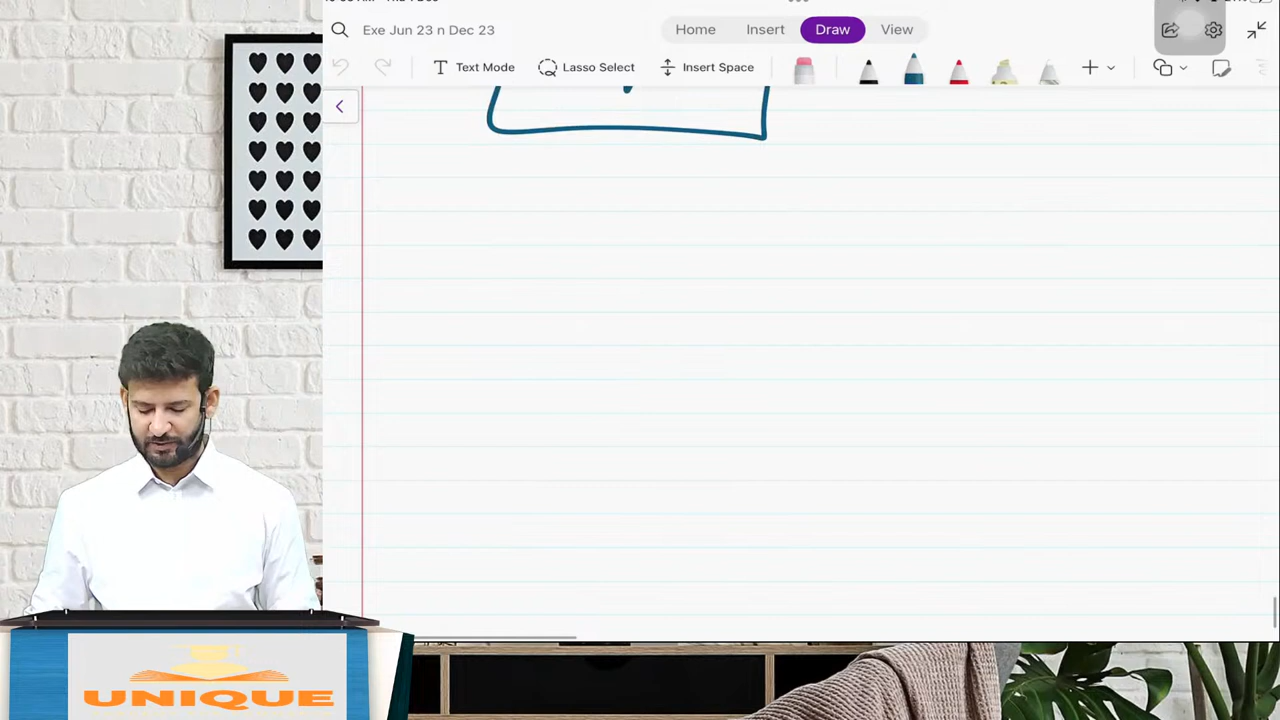 Exe Jun 23 n Dec 23
Home
Insert
Draw
View
Text Mode
Lasso Select
Insert Space
UNIQUE